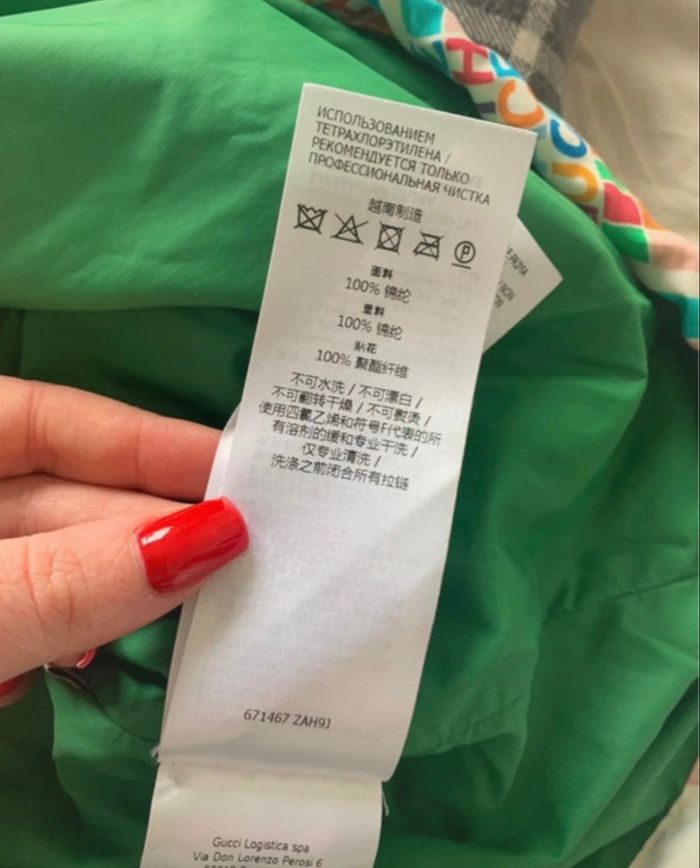 ИСПОЛЬЗОВАНИЕМ
ТЕТРАХЛОРЭТИЛЕНА /
РЕКОМЕНДУЕТСЯ ТОЛЬКО
ПРОФЕССИОНАЛЬНАЯ ЧИСТКА
越南制造
P
面料
100% 锦纶
里料
100% 锦纶
贴花
100% 聚酯纤维
不可水洗 / 不可漂白 /
不可翻转干燥 / 不可熨烫 /
使用四氯乙烯和符号F代表的所
有溶剂的缓和专业干洗 /
仅专业清洗 /
洗涤之前闭合所有拉链
671467 ZAH9J
Gucci Logistica spa
Via Don Lorenzo Perosi 6